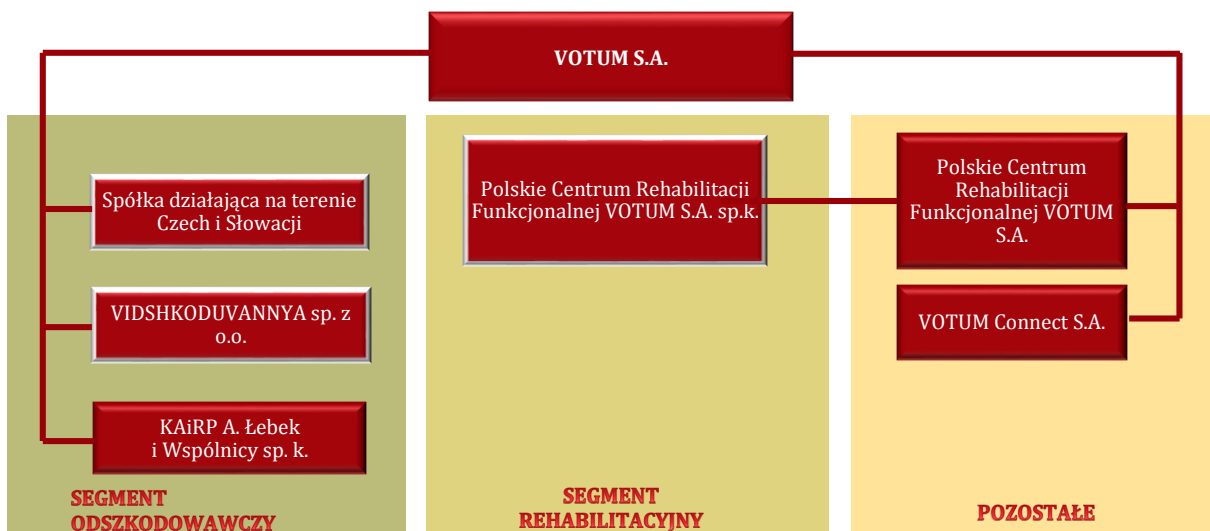 VOTUM S.A.
Spółka działająca na terenie
Czech i Słowacji
VIDSHKODUVANNYA sp. z
o.o.
KAiRP A. Łebek
i Wspólnicy sp. k.
SEGMENT
ODSZKODOWAWCZY
Polskie Centrum Rehabilitacji
Funkcjonalnej VOTUM S.A. sp.k.
SEGMENT
REHABILITACYJNY
Polskie Centrum
Rehabilitacji
Funkcjonalnej VOTUM
S.A.
VOTUM Connect S.A.
POZOSTAŁE